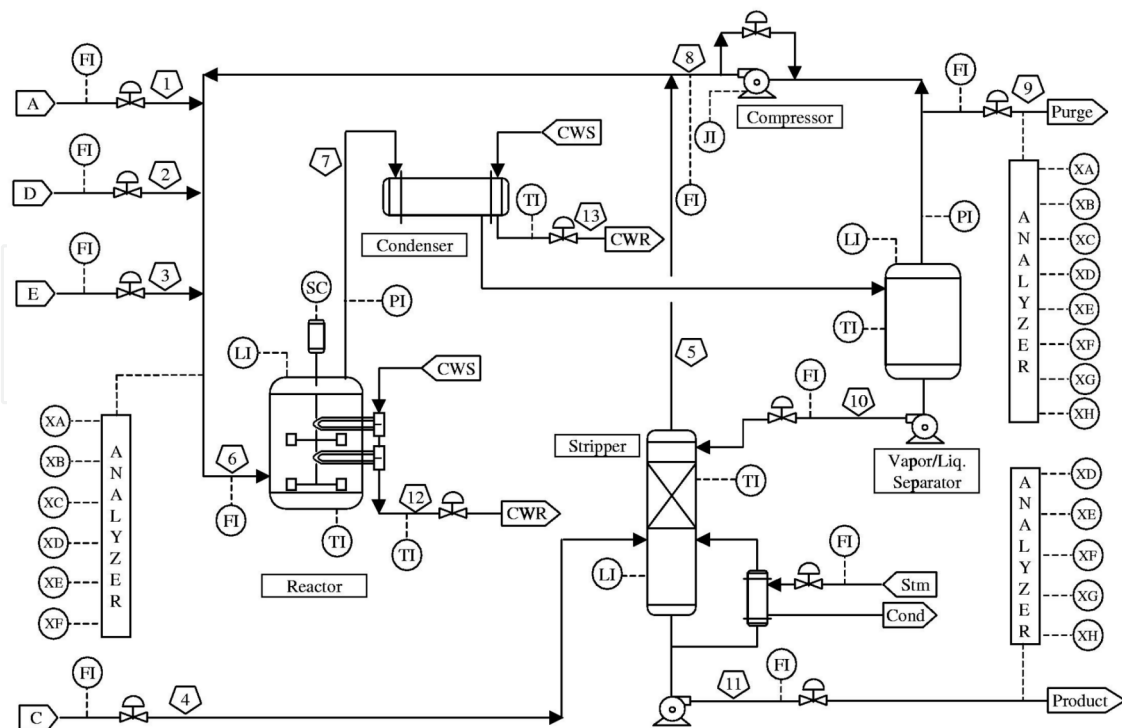 FI
1
A
FI
2
D
FI
3
E
8
Compressor
JI
FI
FI
9
Purge
7
CWS
Condenser
TI
13
CWR
SC
PI
LI
CWS
PI
LI
TI
ANALYZER
XA
XB
XC
XD
XE
XF
XG
XH
5
FI
10
Vapor/Liq.
Separator
Stripper
TI
XA
XB
XC
XD
XE
XF
ANALYZER
6
FI
TI
12
TI
CWR
Reactor
LI
FI
Stm
Cond
ANALYZER
XD
XE
XF
XG
XH
FI
4
C
11
FI
Product